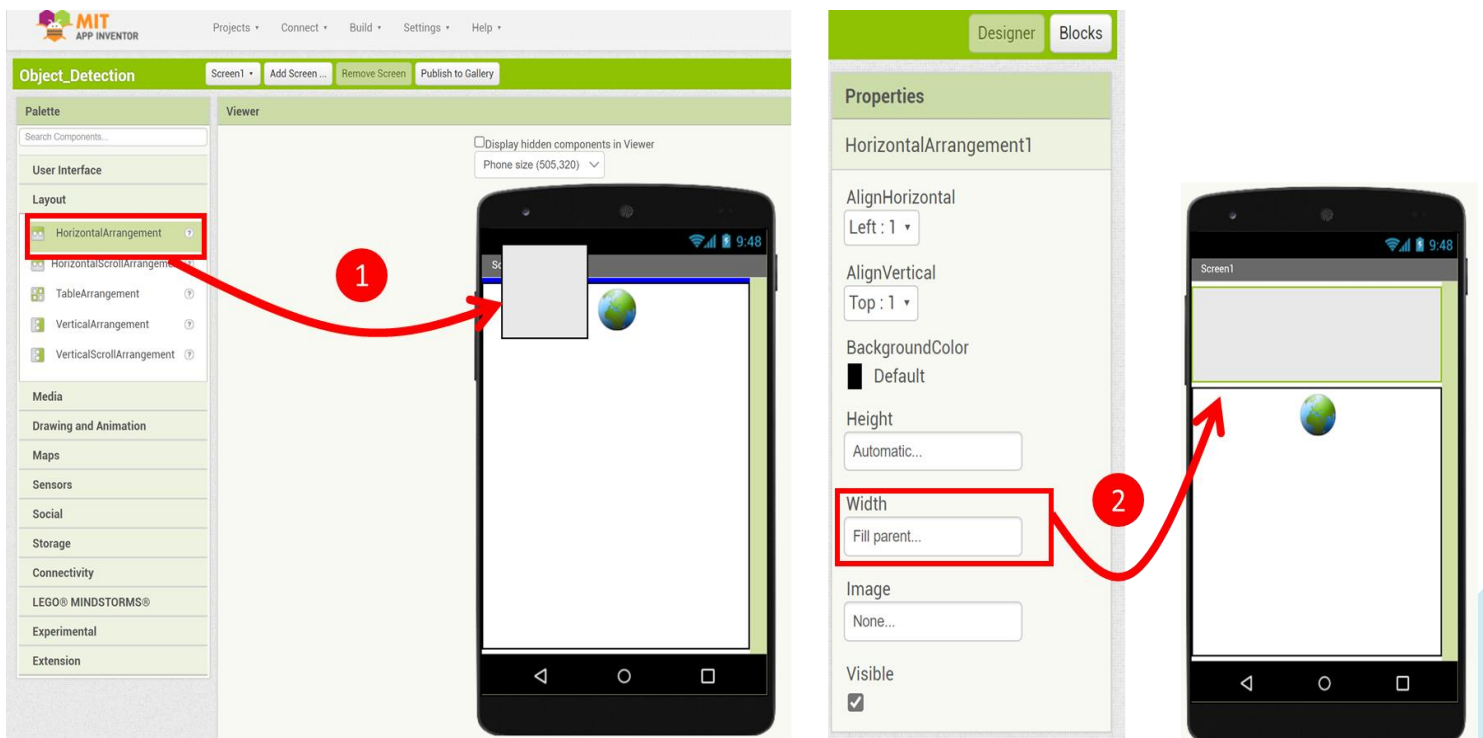 MIT
APP INVENTOR
Projects Connect Build Settings Help
Object_Detection Screen1 Add Screen ... Remove Screen Publish to Gallery
Palette
Search Components...
User Interface
Layout
HorizontalArrangement ?
HorizontalScrollArrangeme
TableArrangement ?
VerticalArrangement ?
VerticalScrollArrangement ?
Media
Drawing and Animation
Maps
Sensors
Social
Storage
Connectivity
LEGO® MINDSTORMS®
Experimental
Extension
Viewer
Display hidden components in Viewer
Phone size (505,320)
9:48
Sc
1
Designer Blocks
Properties
HorizontalArrangement1
AlignHorizontal
Left : 1
AlignVertical
Top : 1
BackgroundColor
Default
Height
Automatic...
Width
Fill parent...
Image
None...
Visible
2
9:48
Screen1